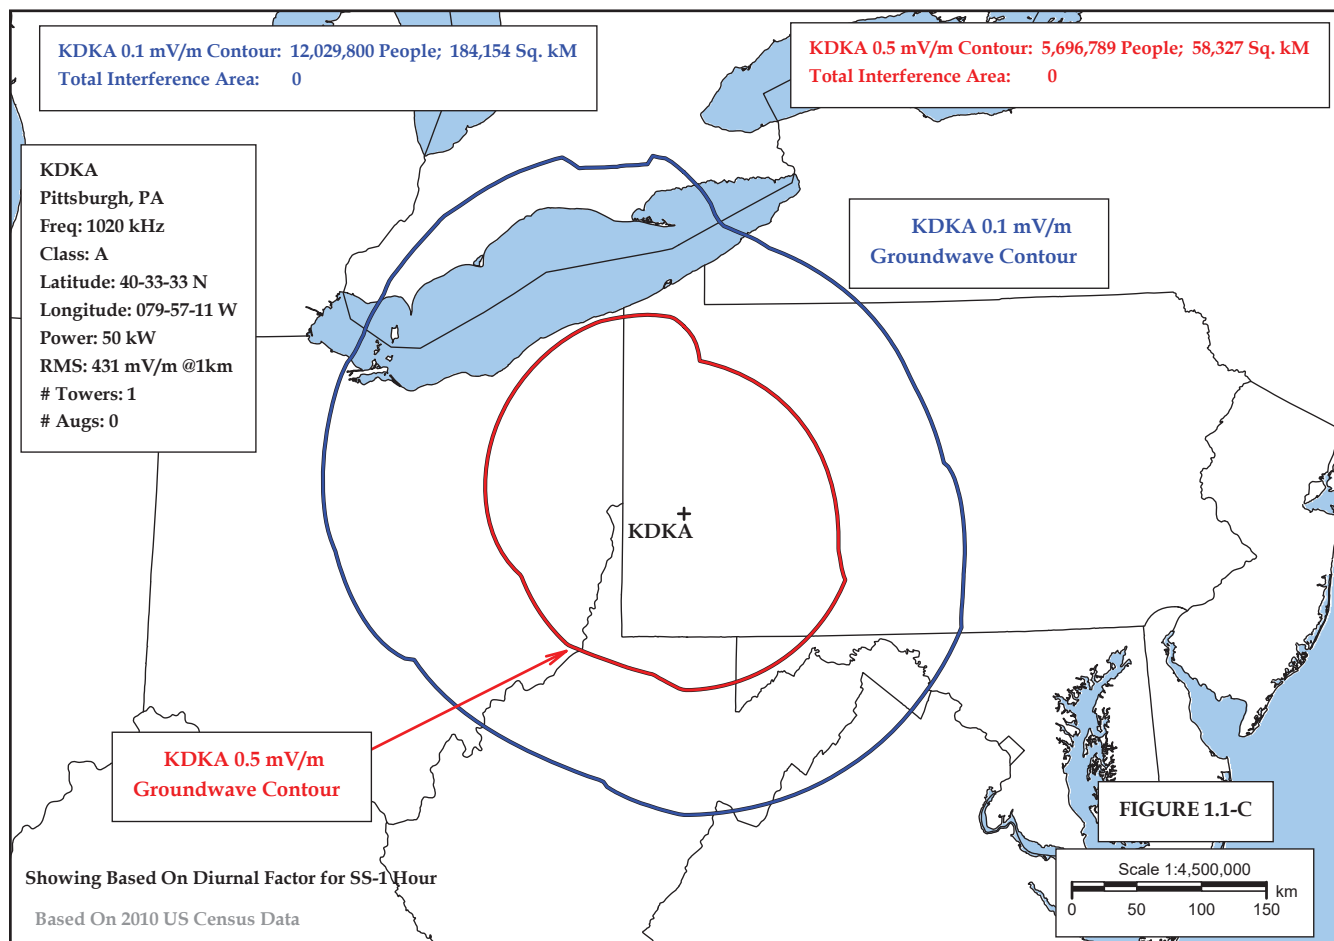 KDKA 0.1 mV/m Contour: 12,029,800 People; 184,154 Sq. kM
Total Interference Area: 0
KDKA 0.5 mV/m Contour: 5,696,789 People; 58,327 Sq. kM
Total Interference Area: 0
KDKA
Pittsburgh, PA
Freq: 1020 kHz
Class: A
Latitude: 40-33-33 N
Longitude: 079-57-11 W
Power: 50 kW
RMS: 431 mV/m @1km
# Towers: 1
# Augs: 0
KDKA 0.1 mV/m
Groundwave Contour
KDKA
KDKA 0.5 mV/m
Groundwave Contour
FIGURE 1.1-C
Scale 1:4,500,000
km
0 50 100 150
Showing Based On Diurnal Factor for SS-1 Hour
Based On 2010 US Census Data